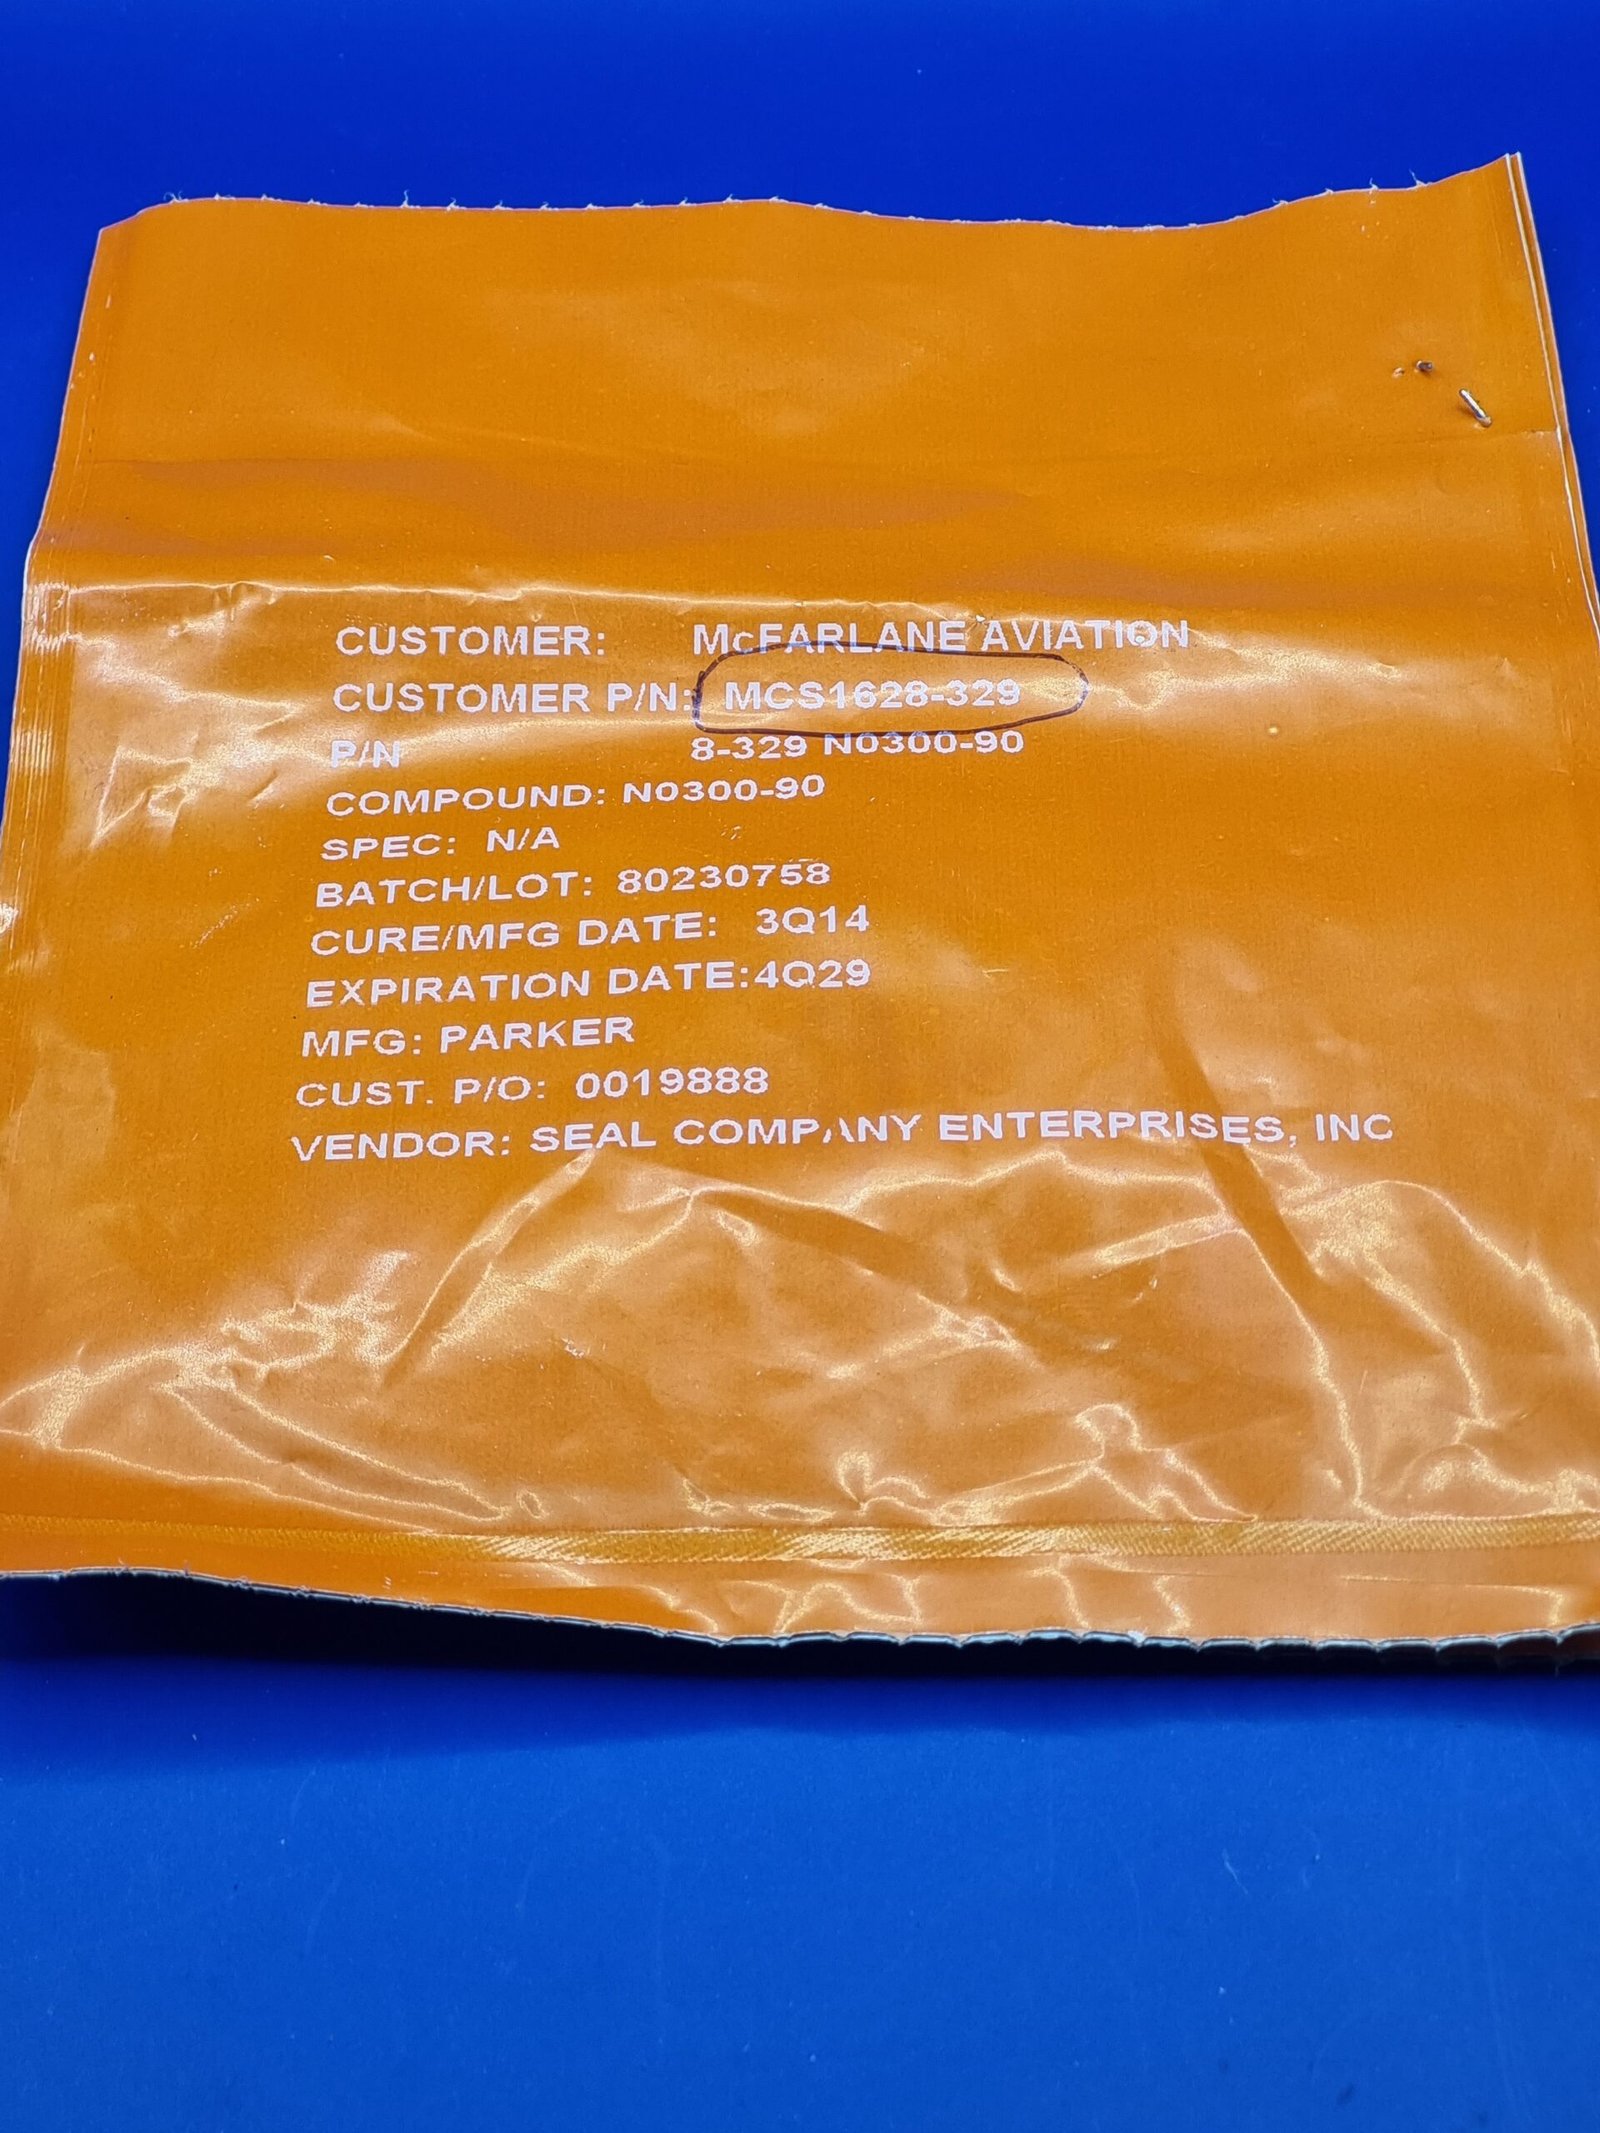 CUSTOMER: McFARLANE AVIATION
CUSTOMER P/N: MCS1628-329
P/N 8-329 N0300-90
COMPOUND: N0300-90
SPEC: N/A
BATCH/LOT: 80230758
CURE/MFG DATE: 3Q14
EXPIRATION DATE:4Q29
MFG: PARKER
CUST. P/O: 0019888
VENDOR: SEAL COMPANY ENTERPRISES, INC